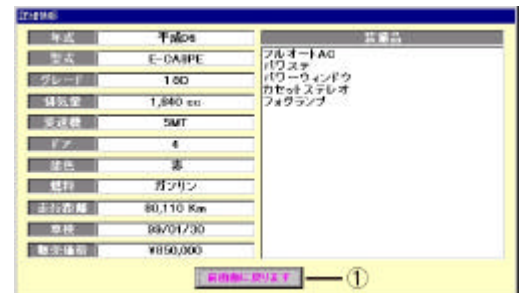 詳細情報
年式 平成06
型式 E-CA8PE
グレード 180
排気量 1,840 cc
変速機 5MT
ドア 4
塗色 赤
燃料 ガソリン
走行距離 80,110 Km
車検 99/01/30
販売価格 ¥850,000
装備品
フルオートAC
パワステ
パワーウィンドウ
カセットステレオ
フォグランプ
前画面に戻ります
①